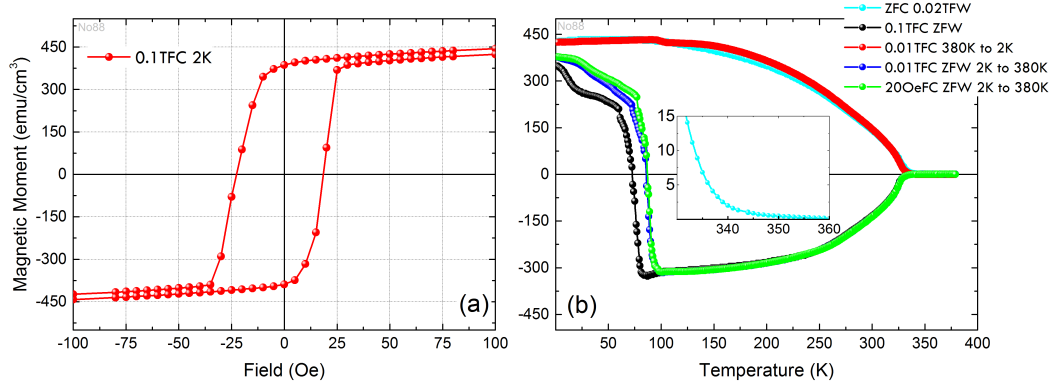 No88
0.1TFC 2K
450
300
150
0
-150
-300
-450
-100 -75 -50 -25 0 25 50 75 100
Magnetic Moment (emu/cm³)
Field (Oe)
(a)
No88
ZFC 0.02TFW
0.1TFC ZFW
0.01TFC 380K to 2K
0.01TFC ZFW 2K to 380K
20OeFC ZFW 2K to 380K
450
300
150
0
-150
-300
-450
15
10
5
340 350 360
0 50 100 150 200 250 300 350 400
Temperature (K)
(b)